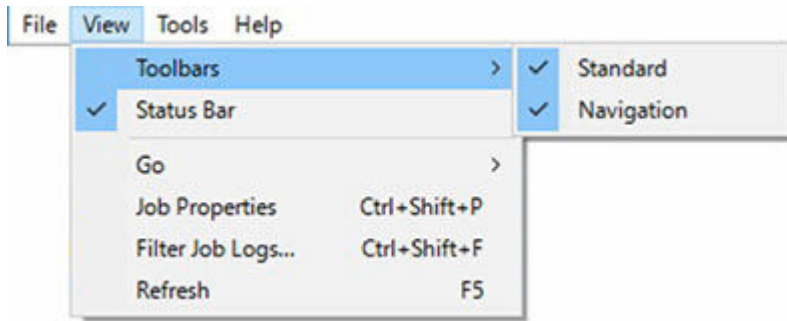 File View Tools Help
Toolbars > Standard
Status Bar Navigation
Go >
Job Properties Ctrl+Shift+P
Filter Job Logs... Ctrl+Shift+F
Refresh F5